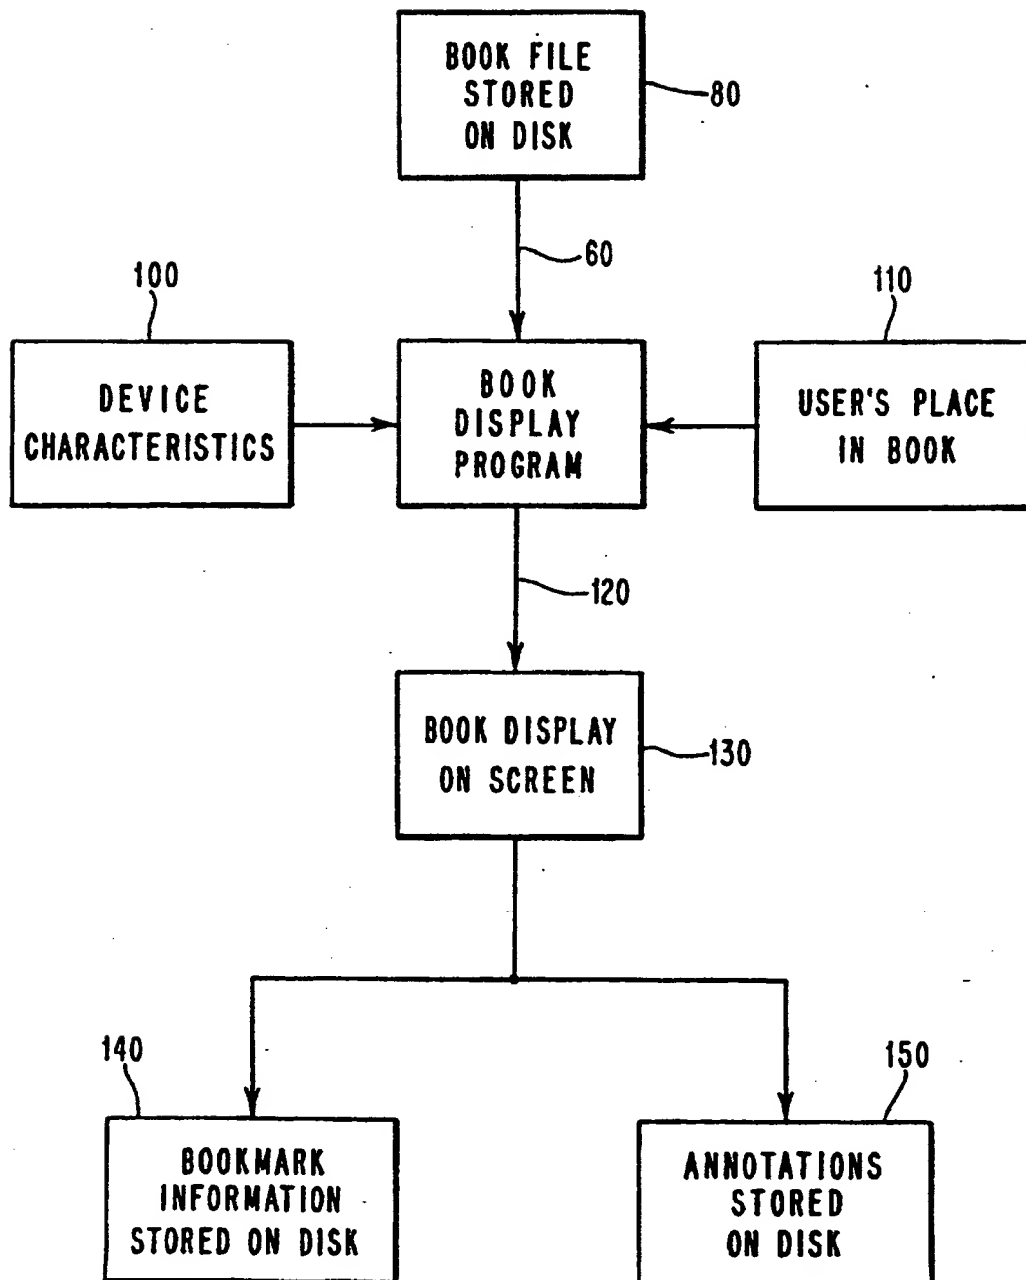 BOOK FILE
STORED
ON DISK
80
60
100
110
DEVICE
CHARACTERISTICS
BOOK
DISPLAY
PROGRAM
USER'S PLACE
IN BOOK
120
BOOK DISPLAY
ON SCREEN
130
140
150
BOOKMARK
INFORMATION
STORED ON DISK
ANNOTATIONS
STORED
ON DISK